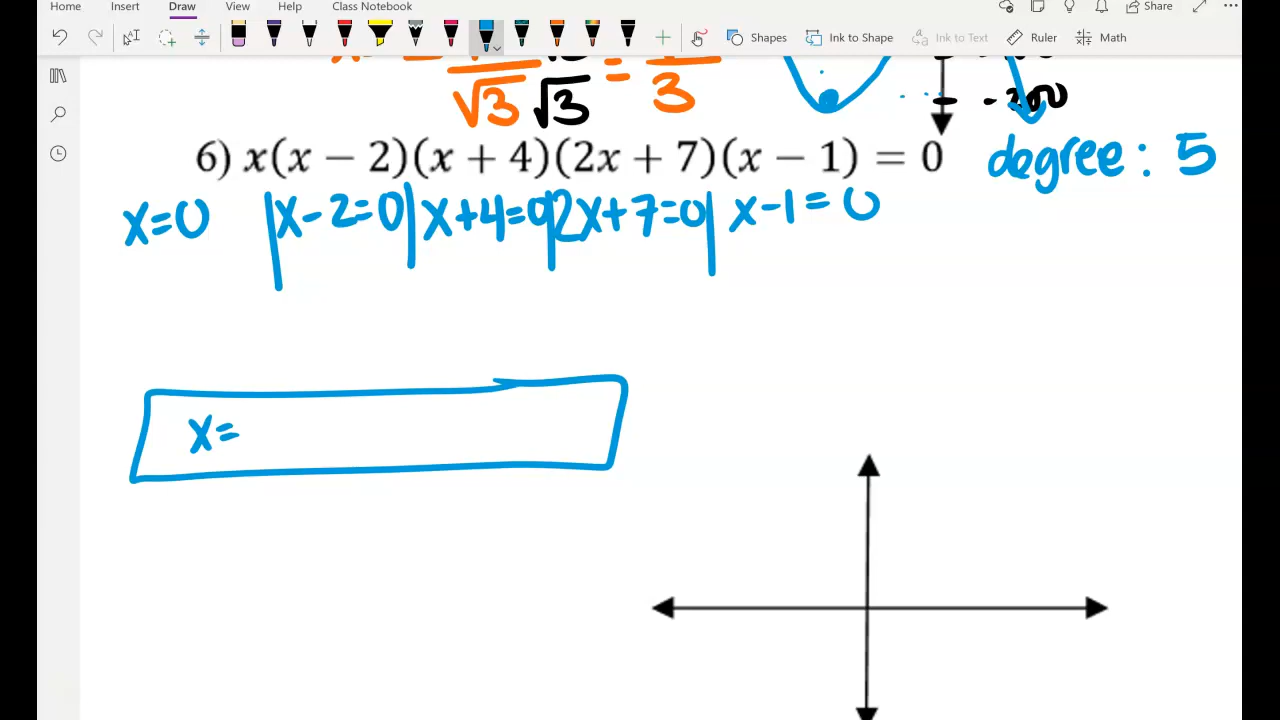 Home Insert Draw View Help Class Notebook Share
Shapes Ink to Shape Ink to Text Ruler Math
√3 √3 = 3
-200
6) x(x − 2)(x + 4)(2x + 7)(x − 1) = 0 degree: 5
x=0 | x-2=0 | x+4=0 | 2x+7=0 | x-1=0
x=